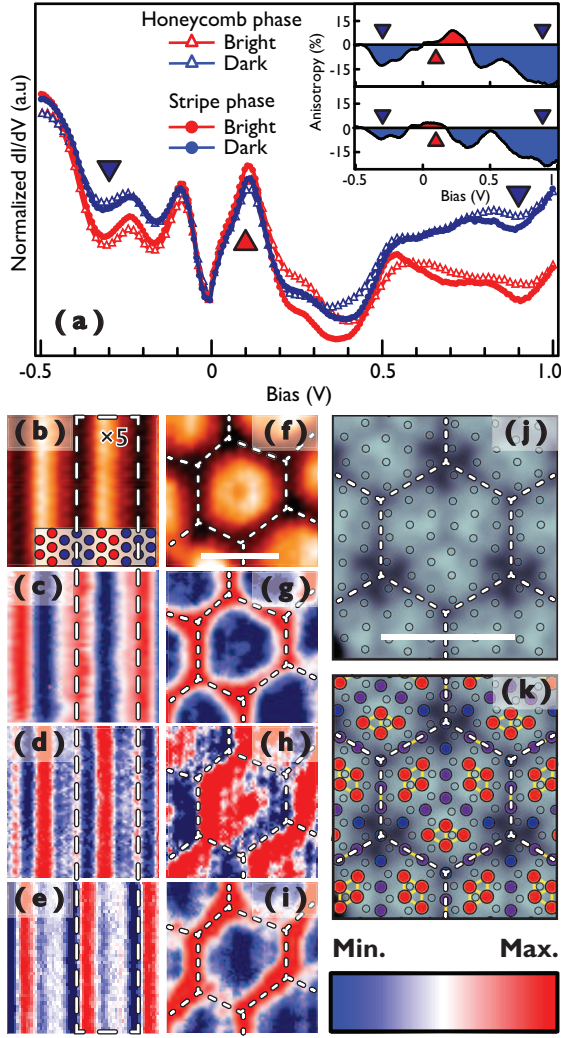 Honeycomb phase
Bright
Dark
Stripe phase
Bright
Dark
Normalized dI/dV (a.u)
(a)
-0.5
0
0.5
1.0
Bias (V)
15
0
-15
15
0
-15
Anisotropy (%)
-0.5
0
0.5
1
Bias (V)
(b)
×5
(f)
(j)
(c)
(g)
(d)
(h)
(k)
(e)
(i)
Min.
Max.